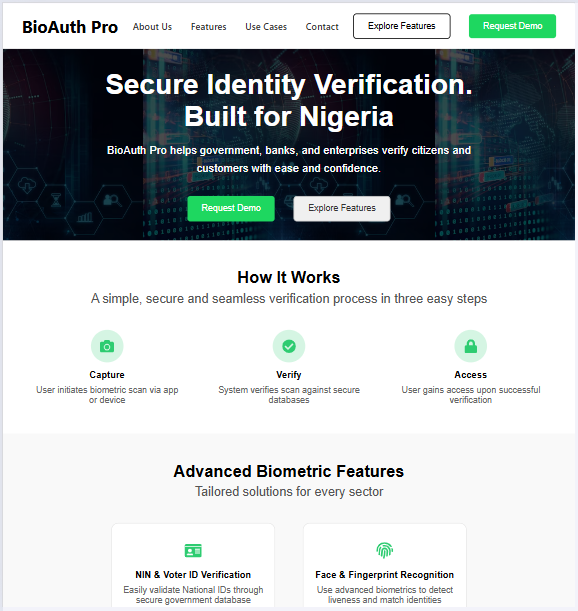 BioAuth Pro
About Us
Features
Use Cases
Contact
Explore Features
Request Demo
Secure Identity Verification.
Built for Nigeria
BioAuth Pro helps government, banks, and enterprises verify citizens and
customers with ease and confidence.
Request Demo
Explore Features
How It Works
A simple, secure and seamless verification process in three easy steps
Capture
User initiates biometric scan via app
or device
Verify
System verifies scan against secure
databases
Access
User gains access upon successful
verification
Advanced Biometric Features
Tailored solutions for every sector
NIN & Voter ID Verification
Easily validate National IDs through
secure government database
Face & Fingerprint Recognition
Use advanced biometrics to detect
liveness and match identities